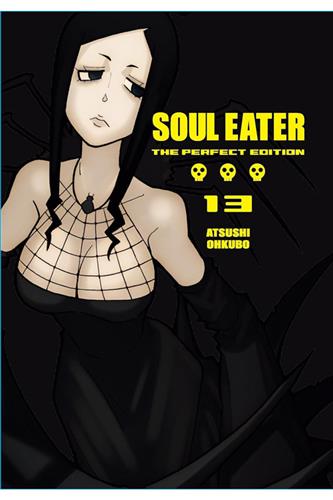 SOUL EATER
THE PERFECT EDITION
13
ATSUSHI
OHKUBO